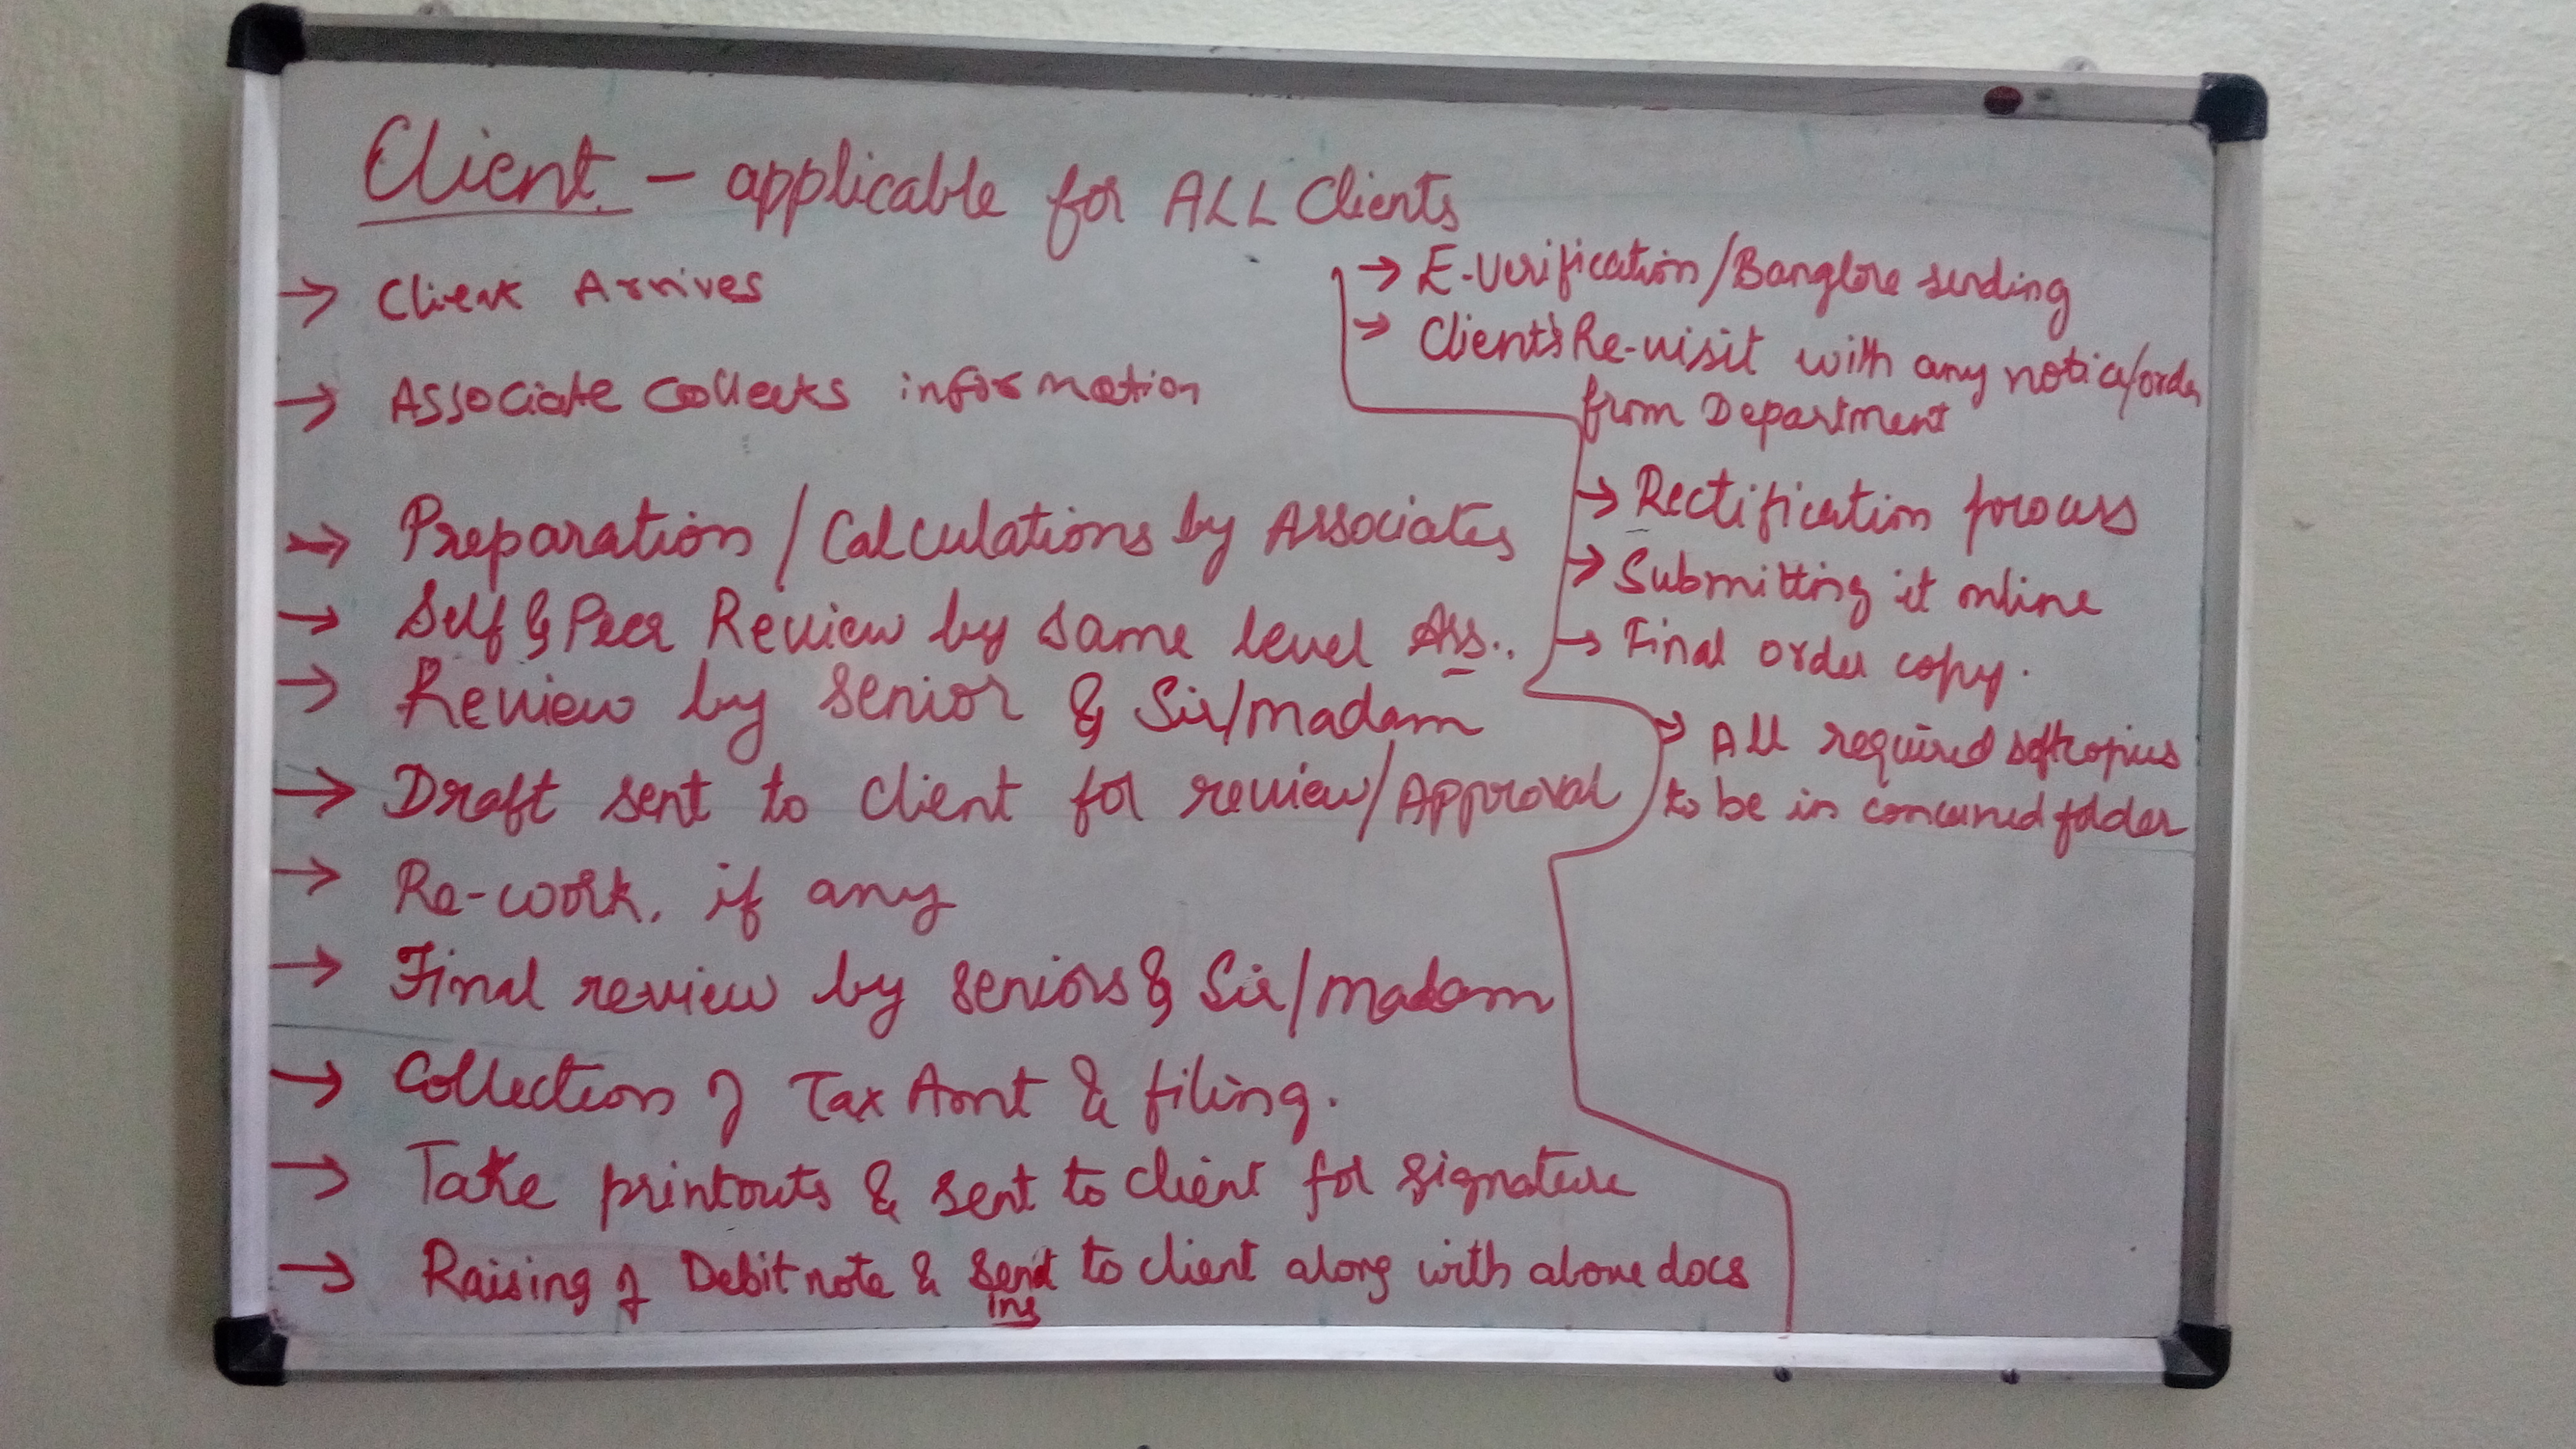 Client - applicable for ALL Clients
→ Client Arrives
→ Associate Collects information
→ Preparation / Calculations by Associates
→ Self & Peer Review by same level Ass..
→ Review by senior & Sir/madam
→ Draft sent to client for review/Approval
→ Re-work, if any
→ Final review by seniors & Sir/madam
→ Collection of Tax Amt & filing.
→ Take printouts & sent to client for signature
→ Raising of Debit note & Send to client along with above docs
ing
→ E-Verification/Banglore sending
→ Client's Re-visit with any notice/order
from Department
→ Rectification process
→ Submitting it online
→ Final order copy.
→ All required softcopies
to be in concerned folder